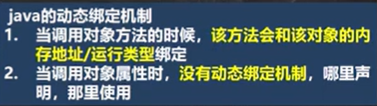 java的动态绑定机制
1. 当调用对象方法的时候，该方法会和该对象的内
存地址/运行类型绑定
2. 当调用对象属性时，没有动态绑定机制，哪里声
明，那里使用